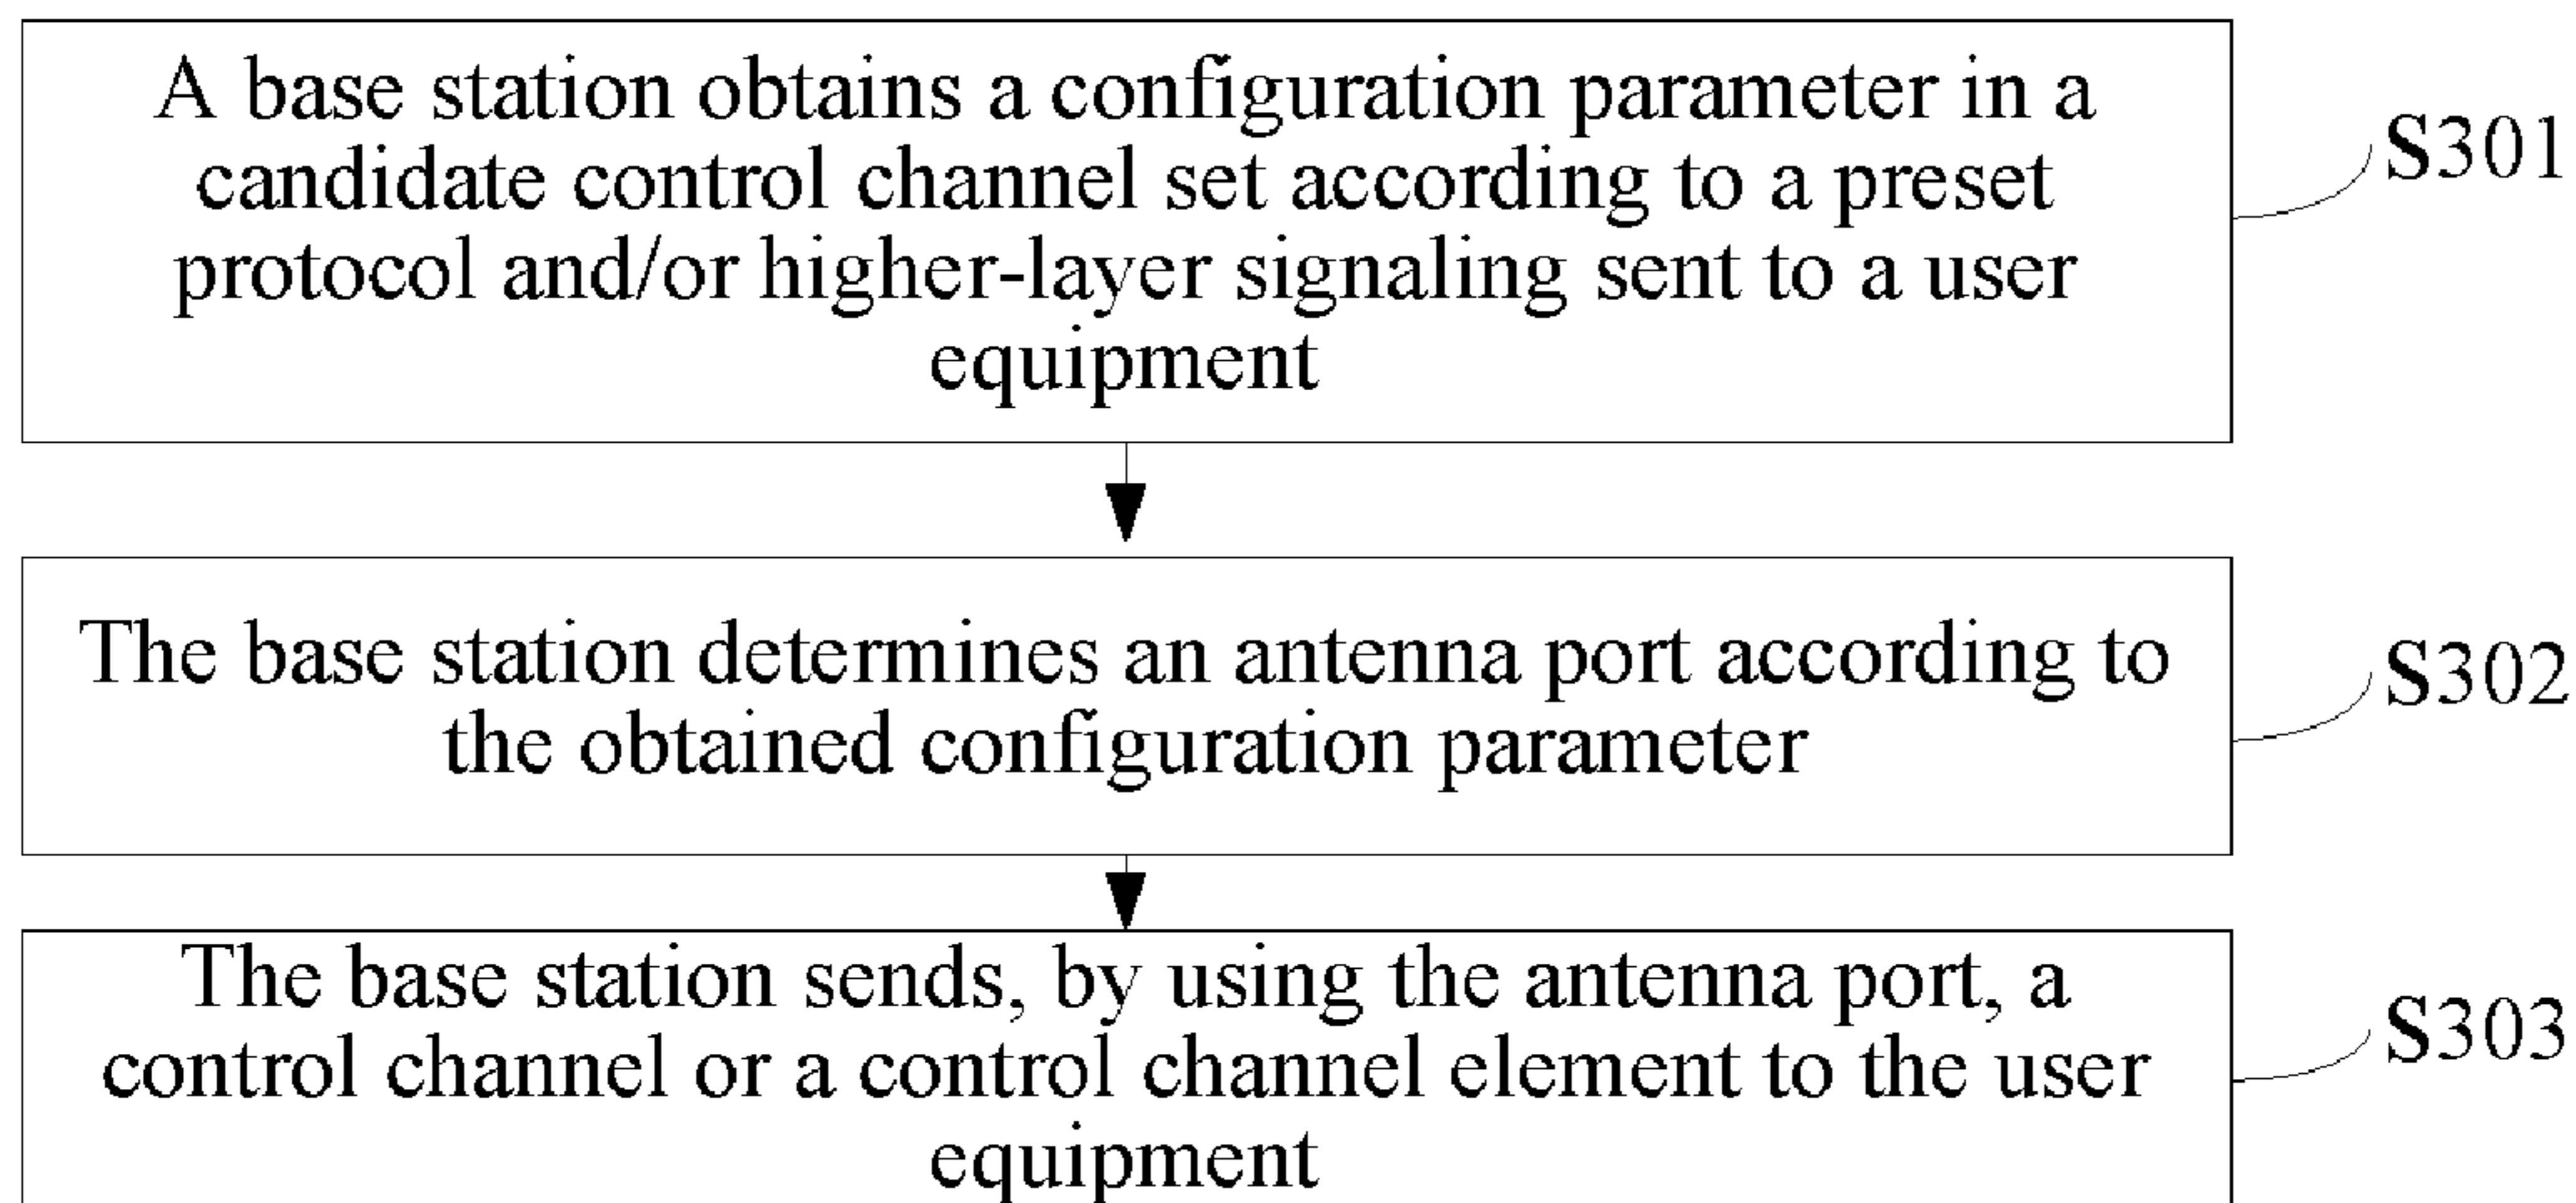 A base station obtains a configuration parameter in a
candidate control channel set according to a preset
protocol and/or higher-layer signaling sent to a user
equipment
S301
The base station determines an antenna port according to
the obtained configuration parameter
S302
The base station sends, by using the antenna port, a
control channel or a control channel element to the user
equipment
S303